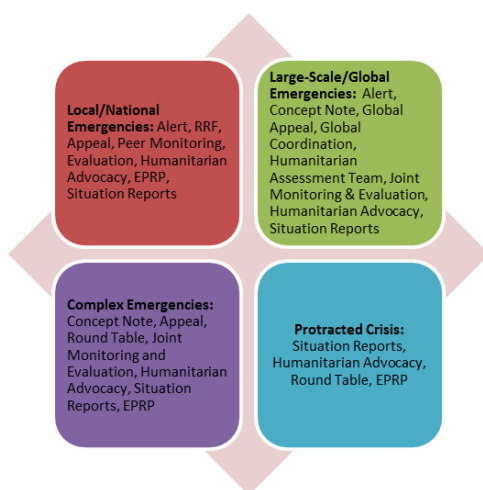 Local/National
Emergencies: Alert, RRF,
Appeal, Peer Monitoring,
Evaluation, Humanitarian
Advocacy, EPRP,
Situation Reports
Large-Scale/Global
Emergencies: Alert,
Concept Note, Global
Appeal, Global
Coordination,
Humanitarian
Assessment Team, Joint
Monitoring & Evaluation,
Humanitarian Advocacy,
Situation Reports
Complex Emergencies:
Concept Note, Appeal,
Round Table, Joint
Monitoring and
Evaluation, Humanitarian
Advocacy, Situation
Reports, EPRP
Protracted Crisis:
Situation Reports,
Humanitarian Advocacy,
Round Table, EPRP